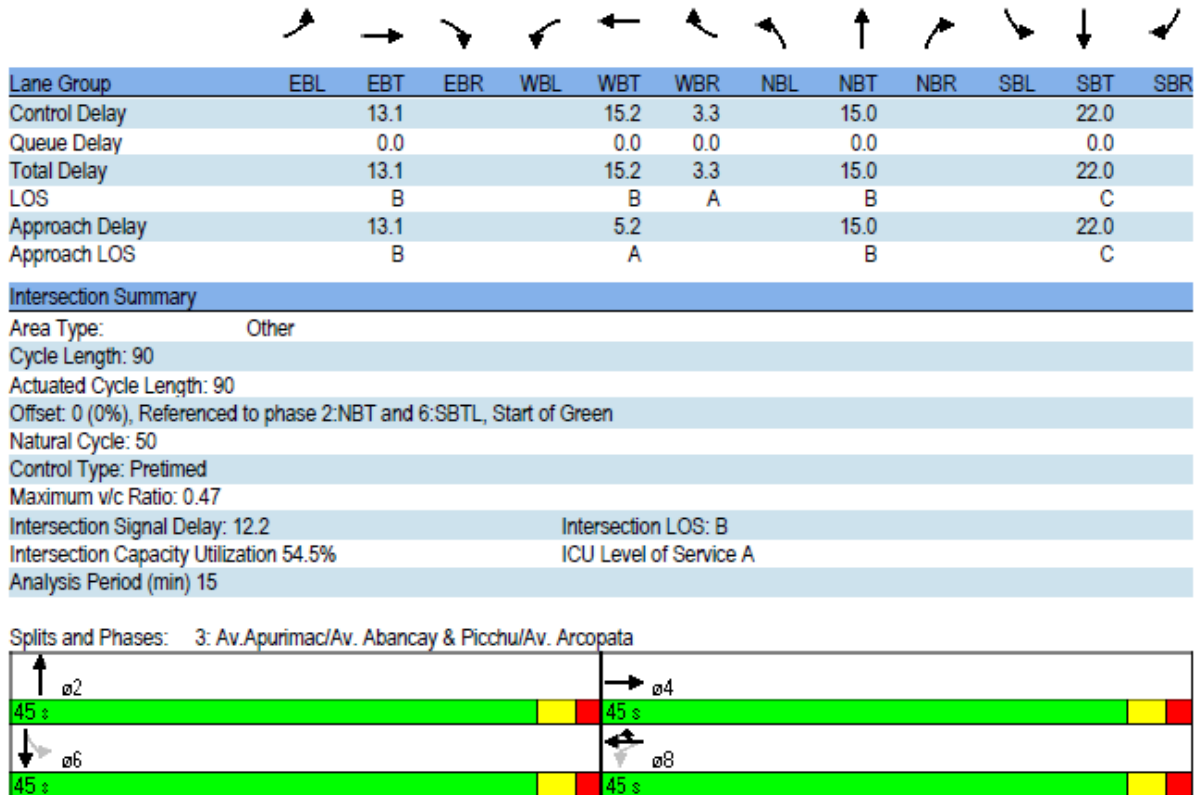 Lane Group EBL EBT EBR WBL WBT WBR NBL NBT NBR SBL SBT SBR
Control Delay 13.1 15.2 3.3 15.0 22.0
Queue Delay 0.0 0.0 0.0 0.0 0.0
Total Delay 13.1 15.2 3.3 15.0 22.0
LOS B B A B C
Approach Delay 13.1 5.2 15.0 22.0
Approach LOS B A B C
Intersection Summary
Area Type: Other
Cycle Length: 90
Actuated Cycle Length: 90
Offset: 0 (0%), Referenced to phase 2:NBT and 6:SBTL, Start of Green
Natural Cycle: 50
Control Type: Pretimed
Maximum v/c Ratio: 0.47
Intersection Signal Delay: 12.2 Intersection LOS: B
Intersection Capacity Utilization 54.5% ICU Level of Service A
Analysis Period (min) 15
Splits and Phases: 3: Av.Apurimac/Av. Abancay & Picchu/Av. Arcopata
ø2 ø4
45 s 45 s
ø6 ø8
45 s 45 s